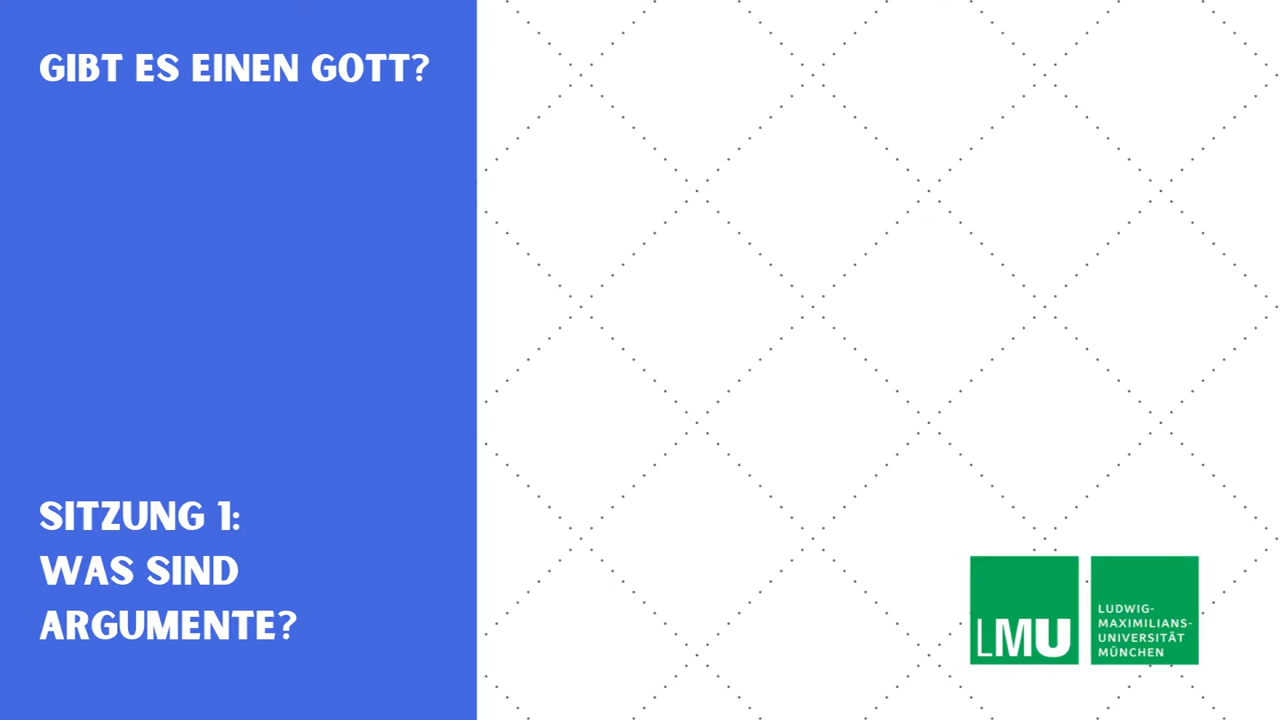 GIBT ES EINEN GOTT?
SITZUNG 1:
WAS SIND
ARGUMENTE?
LMU
LUDWIG-
MAXIMILIANS-
UNIVERSITÄT
MÜNCHEN